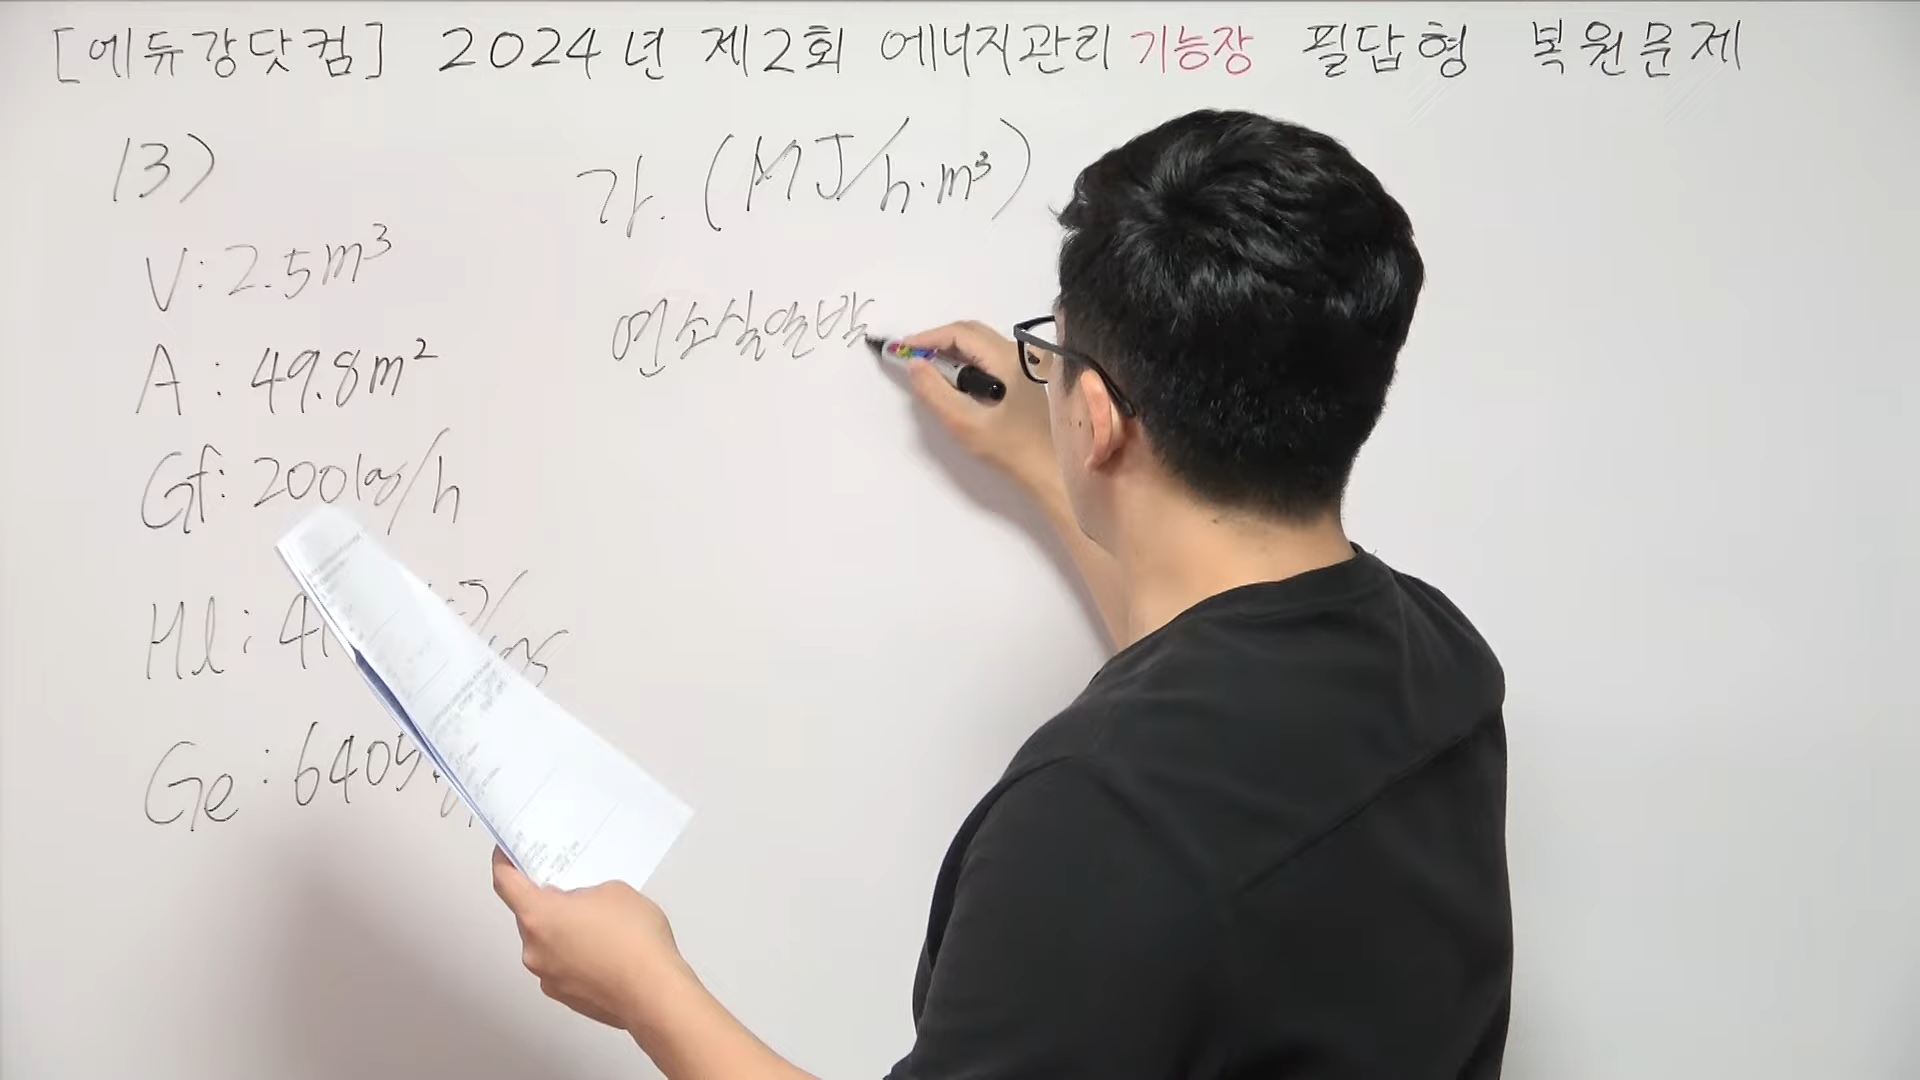 [에듀강닷컴] 2024년 제2회 에너지관리 기능장 필답형 복원문제
13)
V: 2.5m³
A: 49.8m²
Gf: 200kg/h
Hl: 4
Ge: 6405
가. (MJ/h·m³)
연소실열발